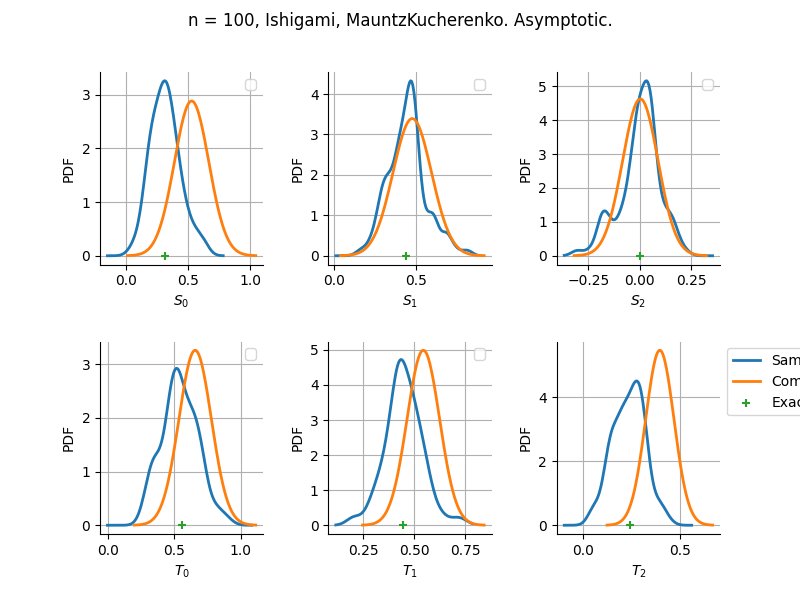 n = 100, Ishigami, MauntzKucherenko. Asymptotic.
PDF
3
2
1
0
0.0 0.5 1.0
S0
PDF
4
3
2
1
0
0.0 0.5
S1
PDF
5
4
3
2
1
0
−0.25 0.00 0.25
S2
PDF
3
2
1
0
0.0 0.5 1.0
T0
PDF
5
4
3
2
1
0
0.25 0.50 0.75
T1
PDF
4
2
0
0.0 0.5
T2
Sam
Com
Exac